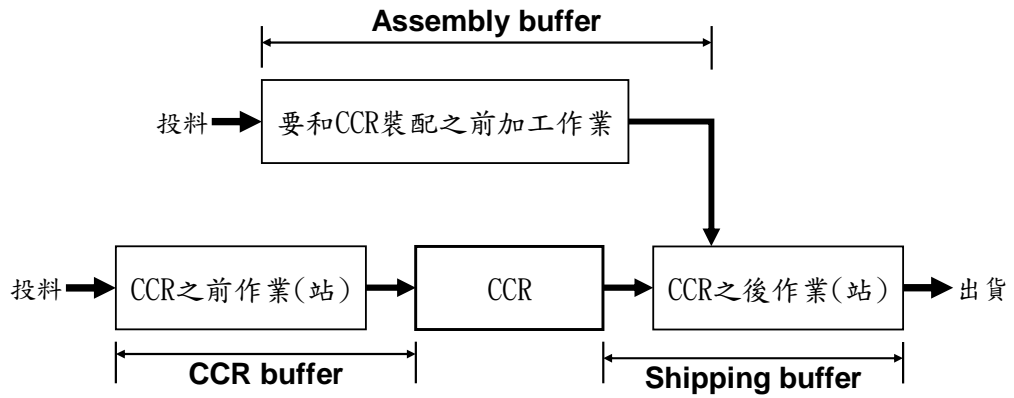 Assembly buffer
投料
要和CCR裝配之前加工作業
投料
CCR之前作業(站)
CCR
CCR之後作業(站)
出貨
CCR buffer
Shipping buffer